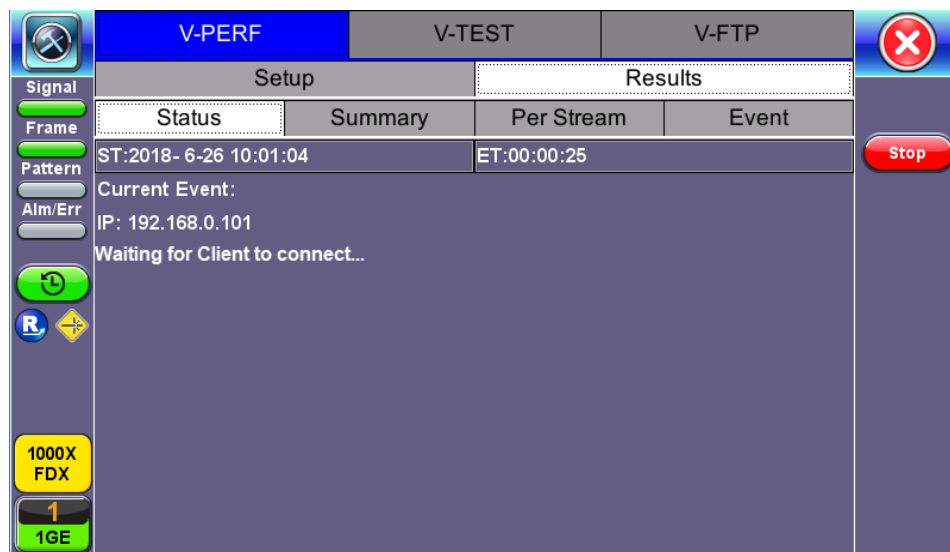 V-PERF V-TEST V-FTP
Setup Results
Status Summary Per Stream Event
Signal
Frame
Pattern
Alm/Err
ST:2018- 6-26 10:01:04 ET:00:00:25
Stop
Current Event:
IP: 192.168.0.101
Waiting for Client to connect...
R
1000X
FDX
1
1GE